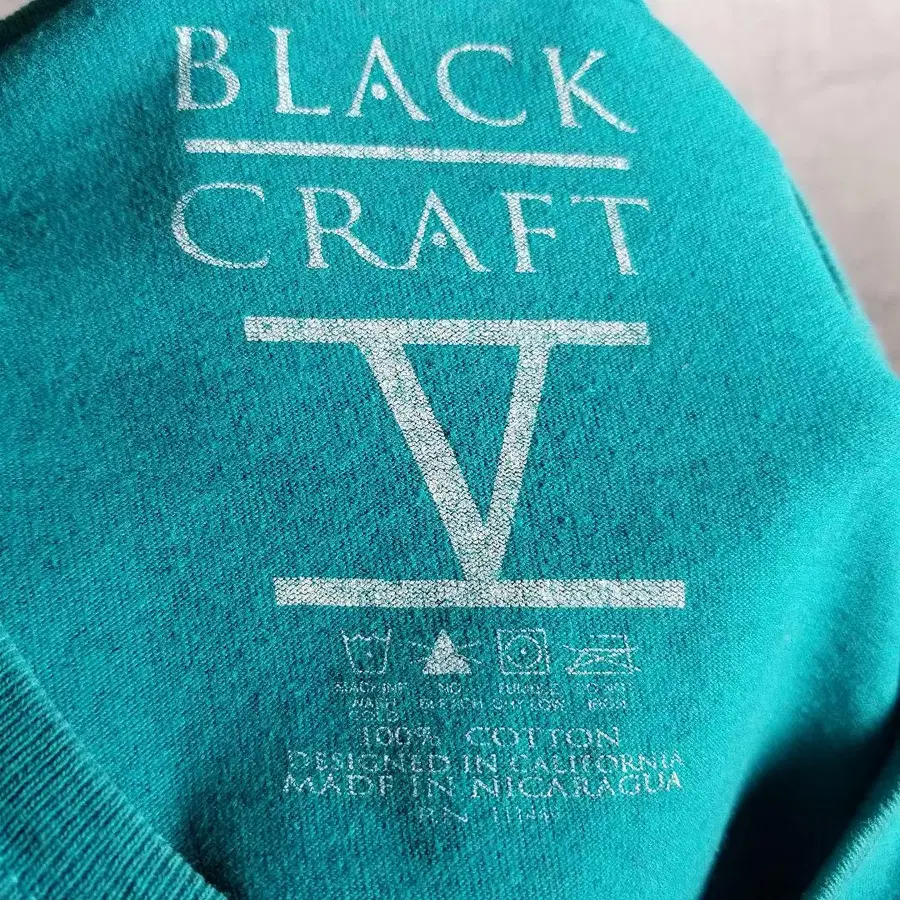 BLACK
CRAFT
V
MACHINE NO TUMBLE DO NOT
WASH BLEACH DRY LOW IRON
COLD
100% COTTON
DESIGNED IN CALIFORNIA
MADE IN NICARAGUA
RN